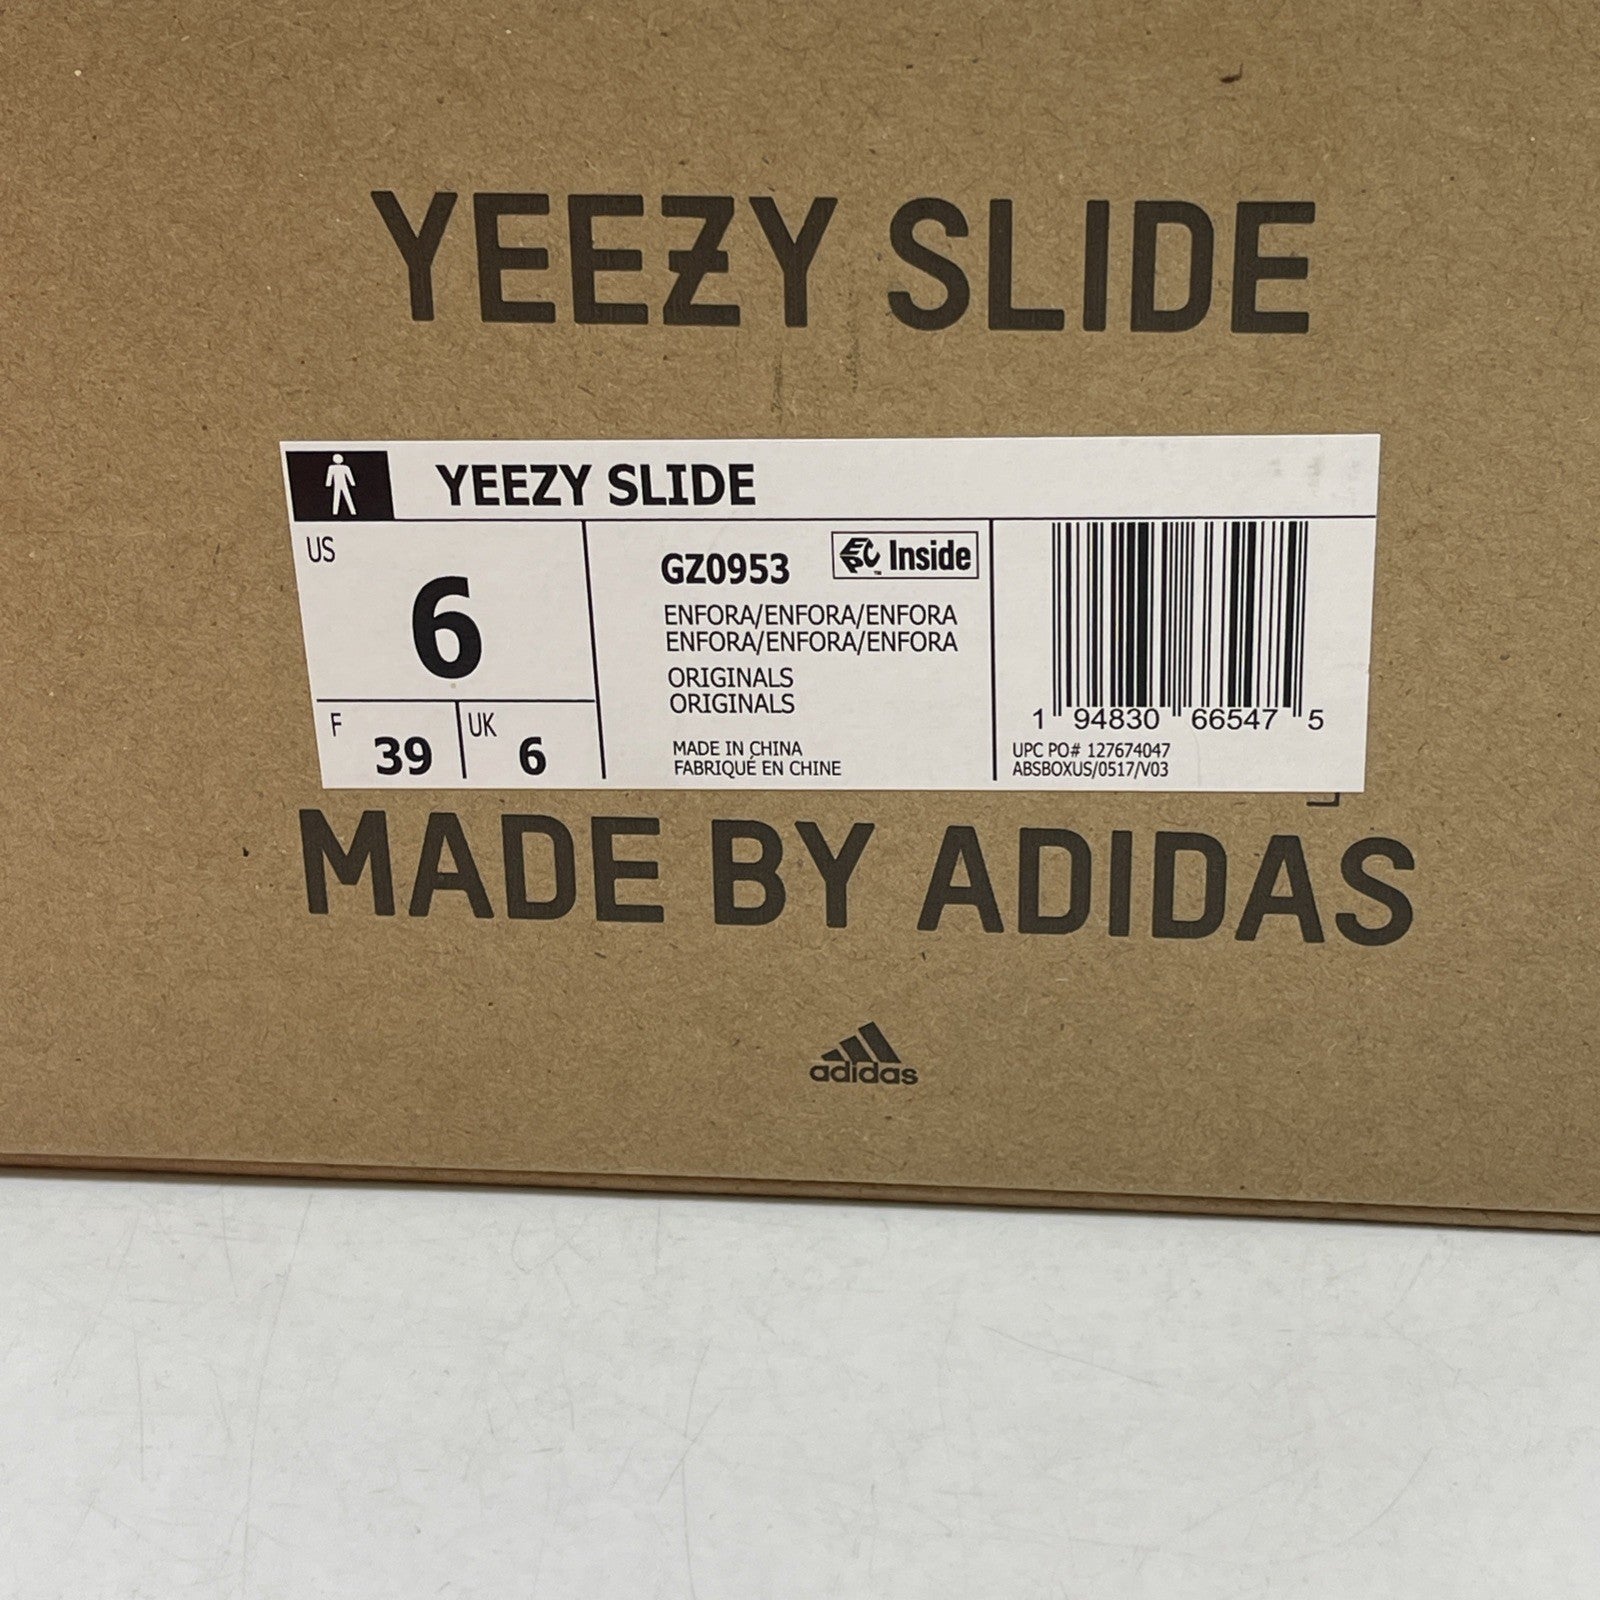 YEEZY SLIDE
YEEZY SLIDE
US
6
F
39
UK
6
GZ0953
EPC™ Inside
ENFORA/ENFORA/ENFORA
ENFORA/ENFORA/ENFORA
ORIGINALS
ORIGINALS
MADE IN CHINA
FABRIQUÉ EN CHINE
1 94830 66547 5
UPC PO# 127674047
ABSBOXUS/0517/V03
MADE BY ADIDAS
adidas